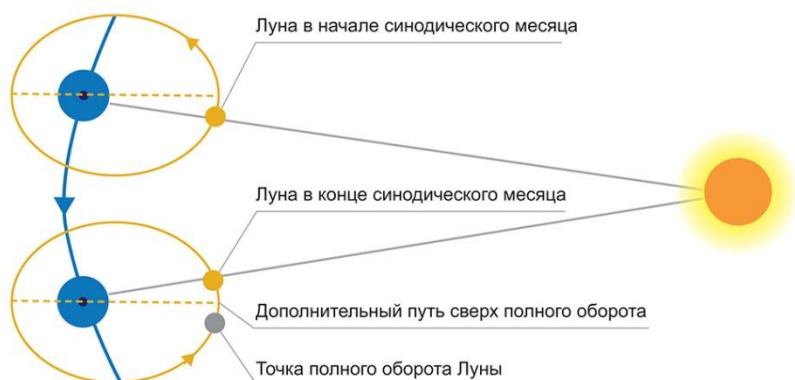 Луна в начале синодического месяца
Луна в конце синодического месяца
Дополнительный путь сверх полного оборота
Точка полного оборота Луны